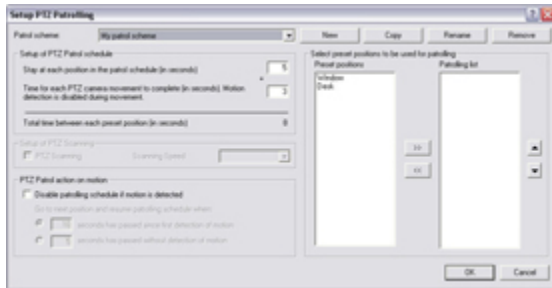 Setup PTZ Patrolling
Patrol scheme: My patrol scheme New Copy Rename Remove
Setup of PTZ Patrol schedule
Stay at each position in the patrol schedule (in seconds) 5
Time for each PTZ camera movement to complete (in seconds). Motion
detection is disabled during movement. 3
Total time between each preset position (in seconds) 8
Setup of PTZ Scanning
PTZ Scanning Scanning Speed
PTZ Patrol action on motion
Disable patrolling schedule if motion is detected
Go to next position and resume patrolling schedule when:
seconds has passed since first detection of motion
seconds has passed without detection of motion
Select preset positions to be used for patrolling
Preset positions Patrolling list
Window
Desk
>>
<<
OK Cancel